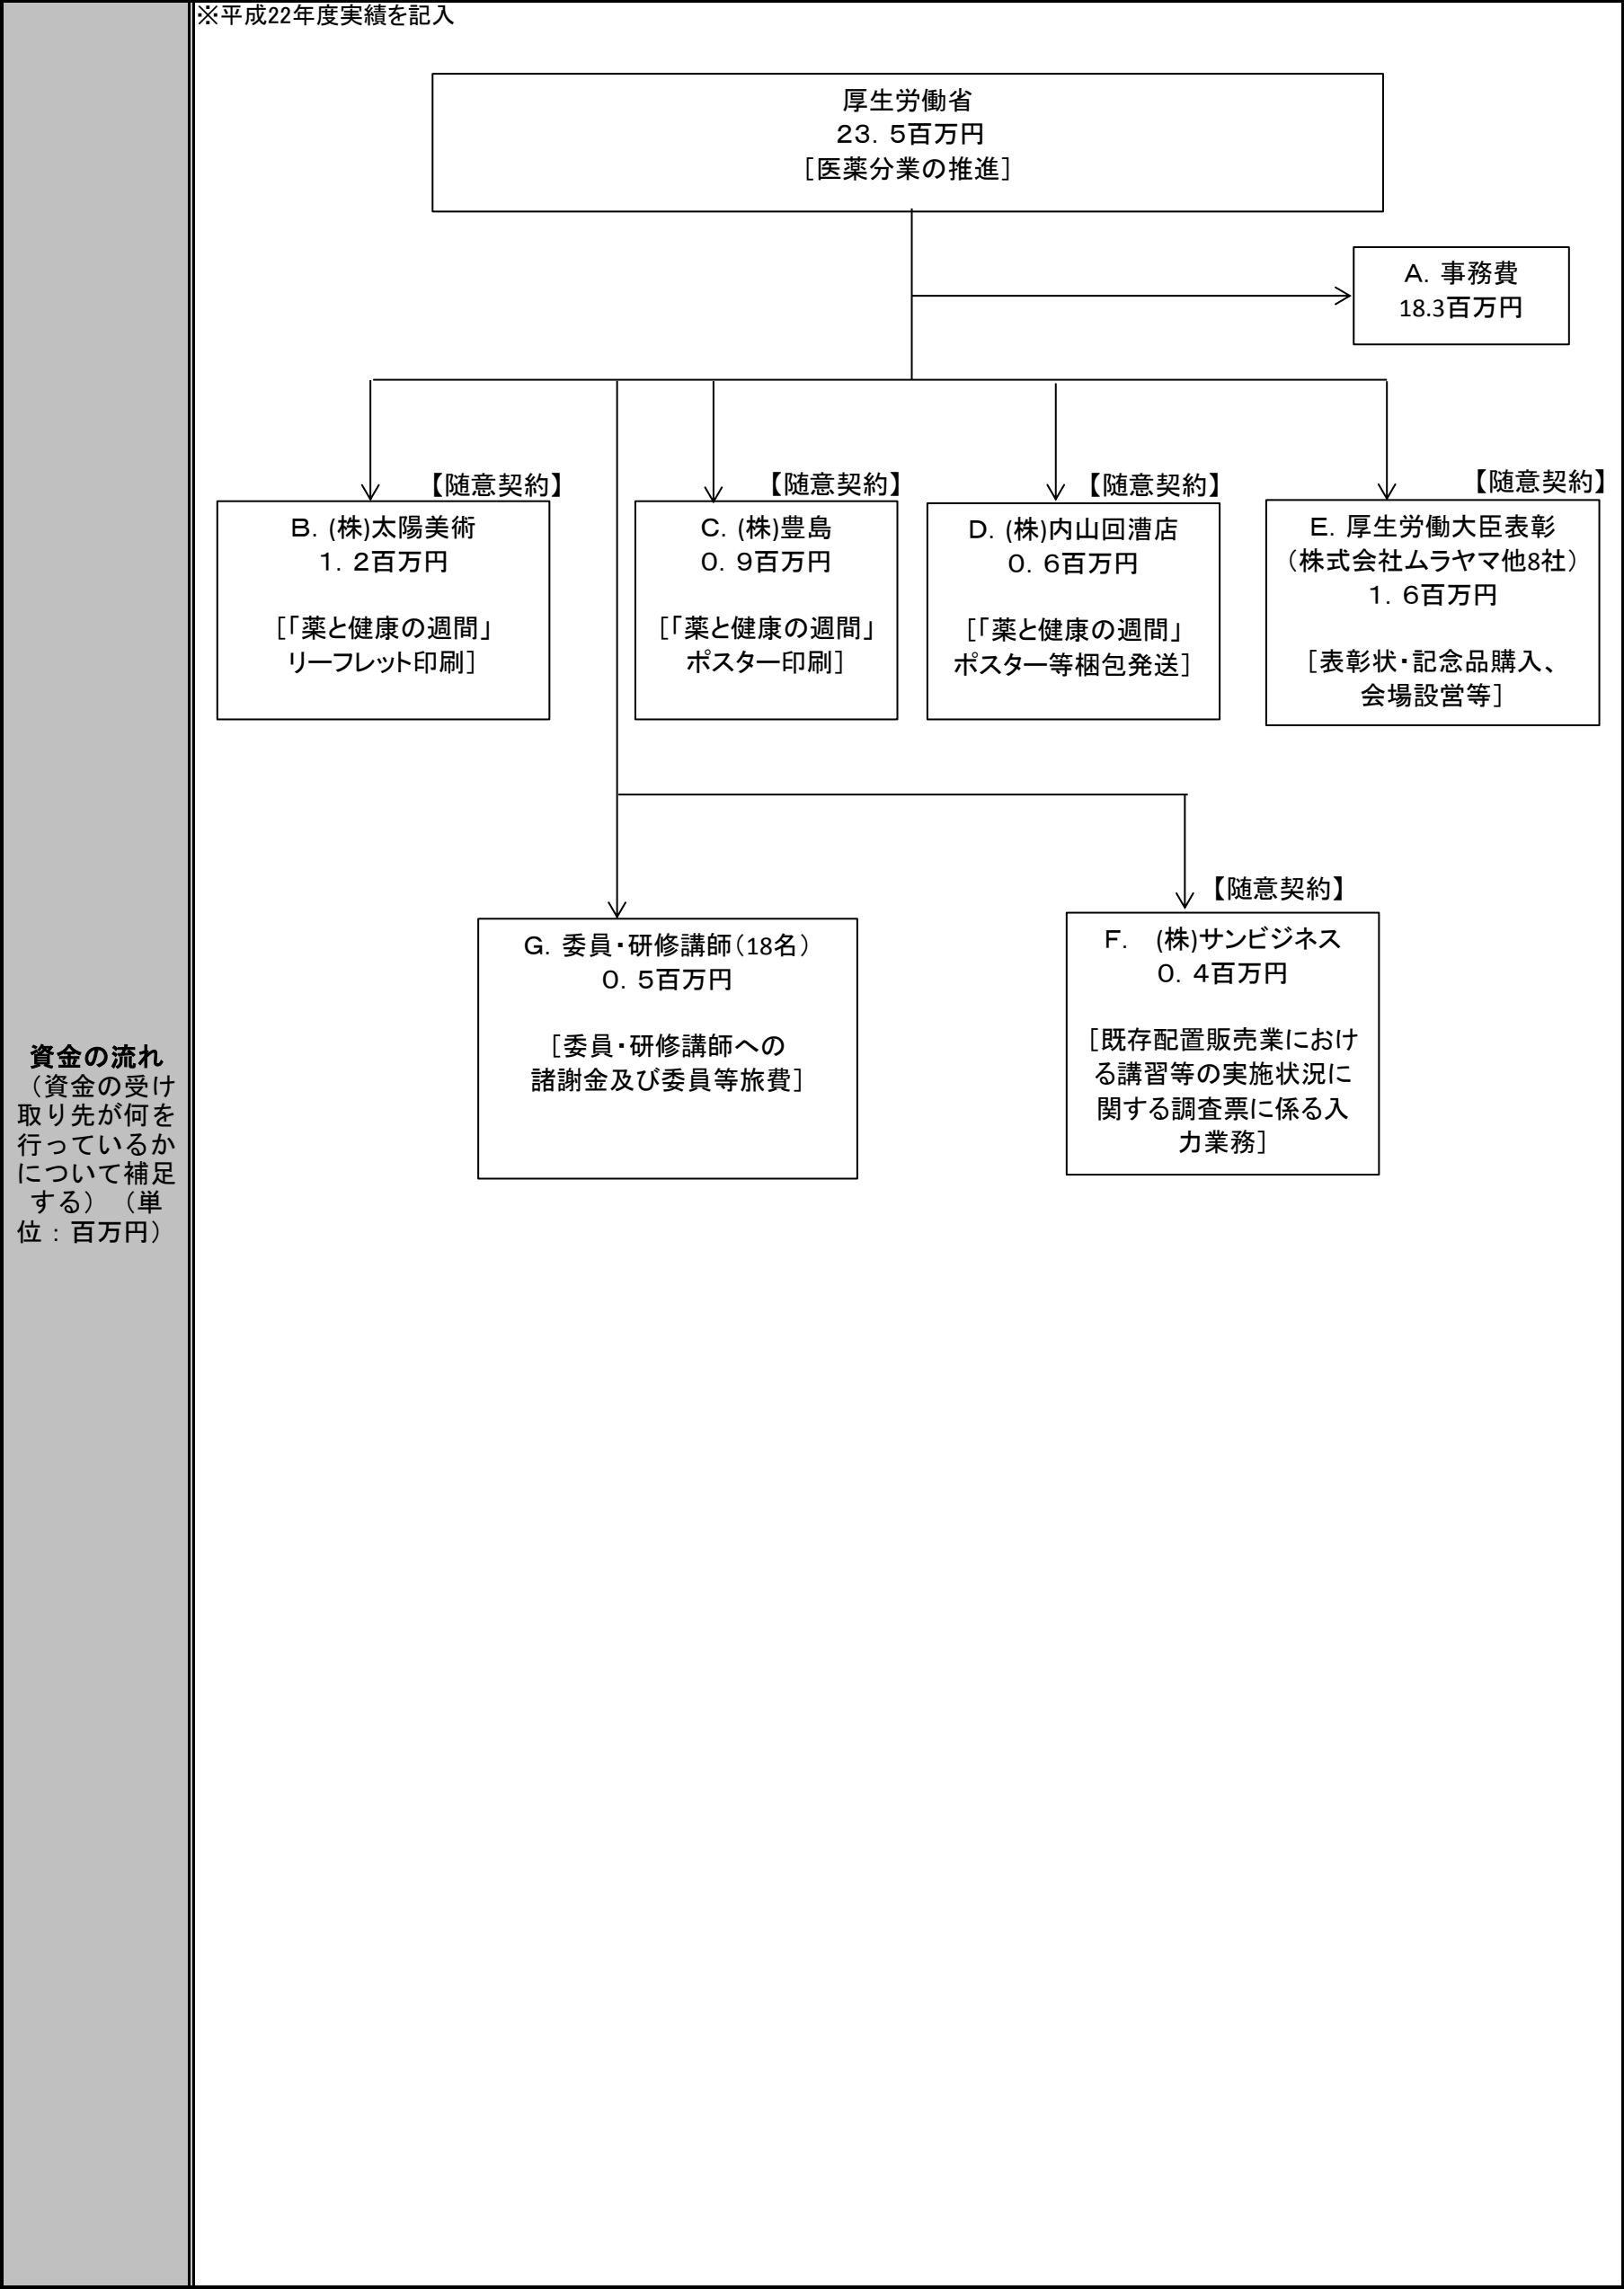 ※平成22年度実績を記入
厚生労働省
２３．５百万円
［医薬分業の推進］
Ａ．事務費
18.3百万円
【随意契約】
Ｂ．(株)太陽美術
１．２百万円
［「薬と健康の週間」
リーフレット印刷］
【随意契約】
Ｃ．(株)豊島
０．９百万円
［「薬と健康の週間」
ポスター印刷］
【随意契約】
Ｄ．(株)内山回漕店
０．６百万円
［「薬と健康の週間」
ポスター等梱包発送］
【随意契約】
Ｅ．厚生労働大臣表彰
（株式会社ムラヤマ他8社）
１．６百万円
［表彰状・記念品購入、
会場設営等］
Ｇ．委員・研修講師（18名）
０．５百万円
［委員・研修講師への
諸謝金及び委員等旅費］
【随意契約】
Ｆ．　(株)サンビジネス
０．４百万円
［既存配置販売業におけ
る講習等の実施状況に
関する調査票に係る入
力業務］
資金の流れ
（資金の受け
取り先が何を
行っているか
について補足
する）（単
位：百万円）